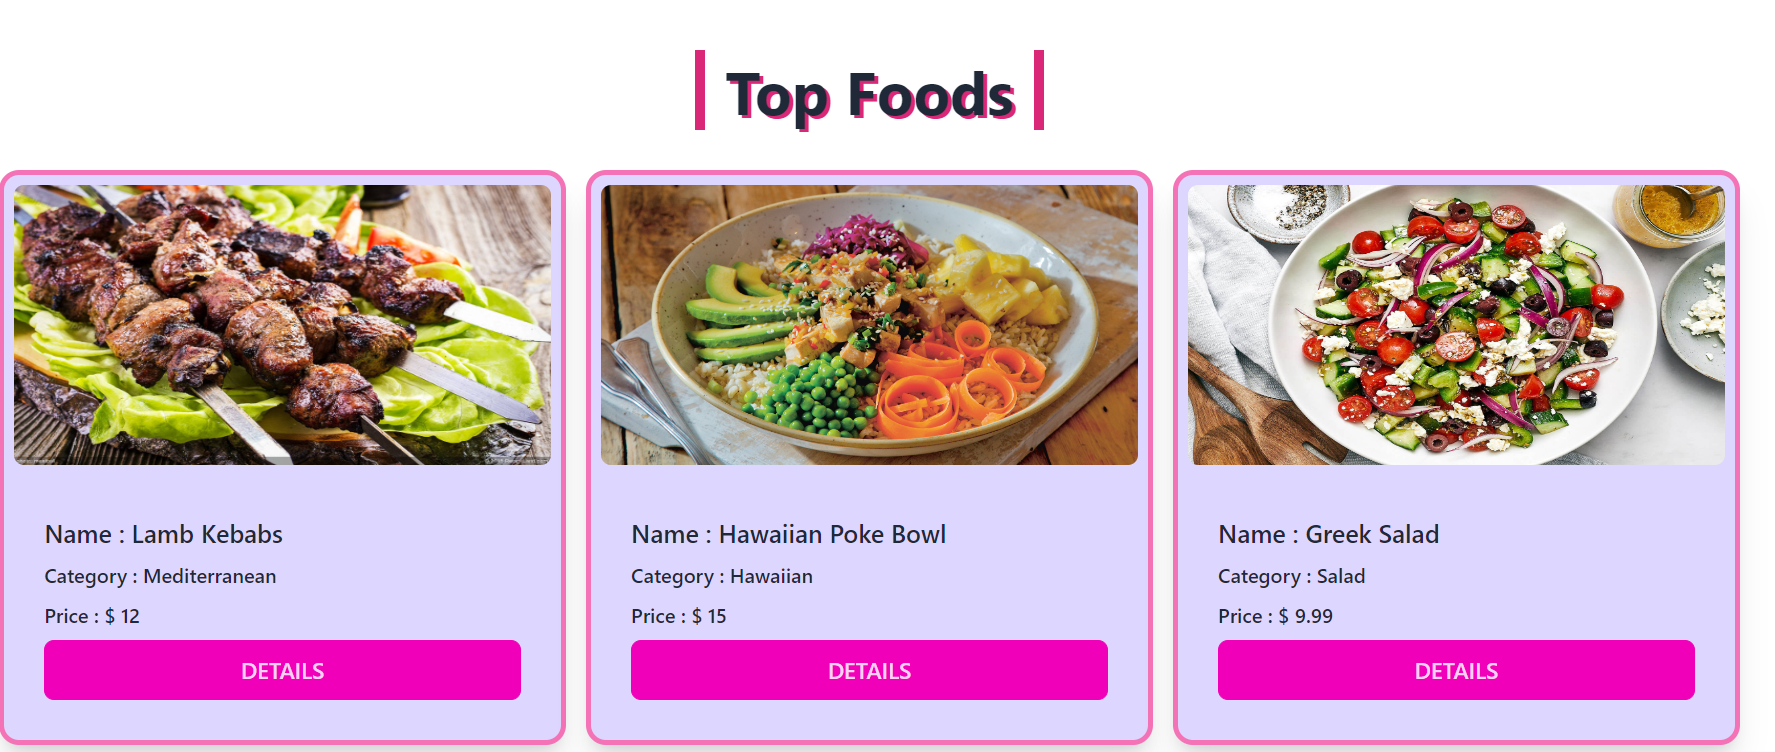 Top Foods
Name : Lamb Kebabs
Category : Mediterranean
Price : $ 12
DETAILS
Name : Hawaiian Poke Bowl
Category : Hawaiian
Price : $ 15
DETAILS
Name : Greek Salad
Category : Salad
Price : $ 9.99
DETAILS